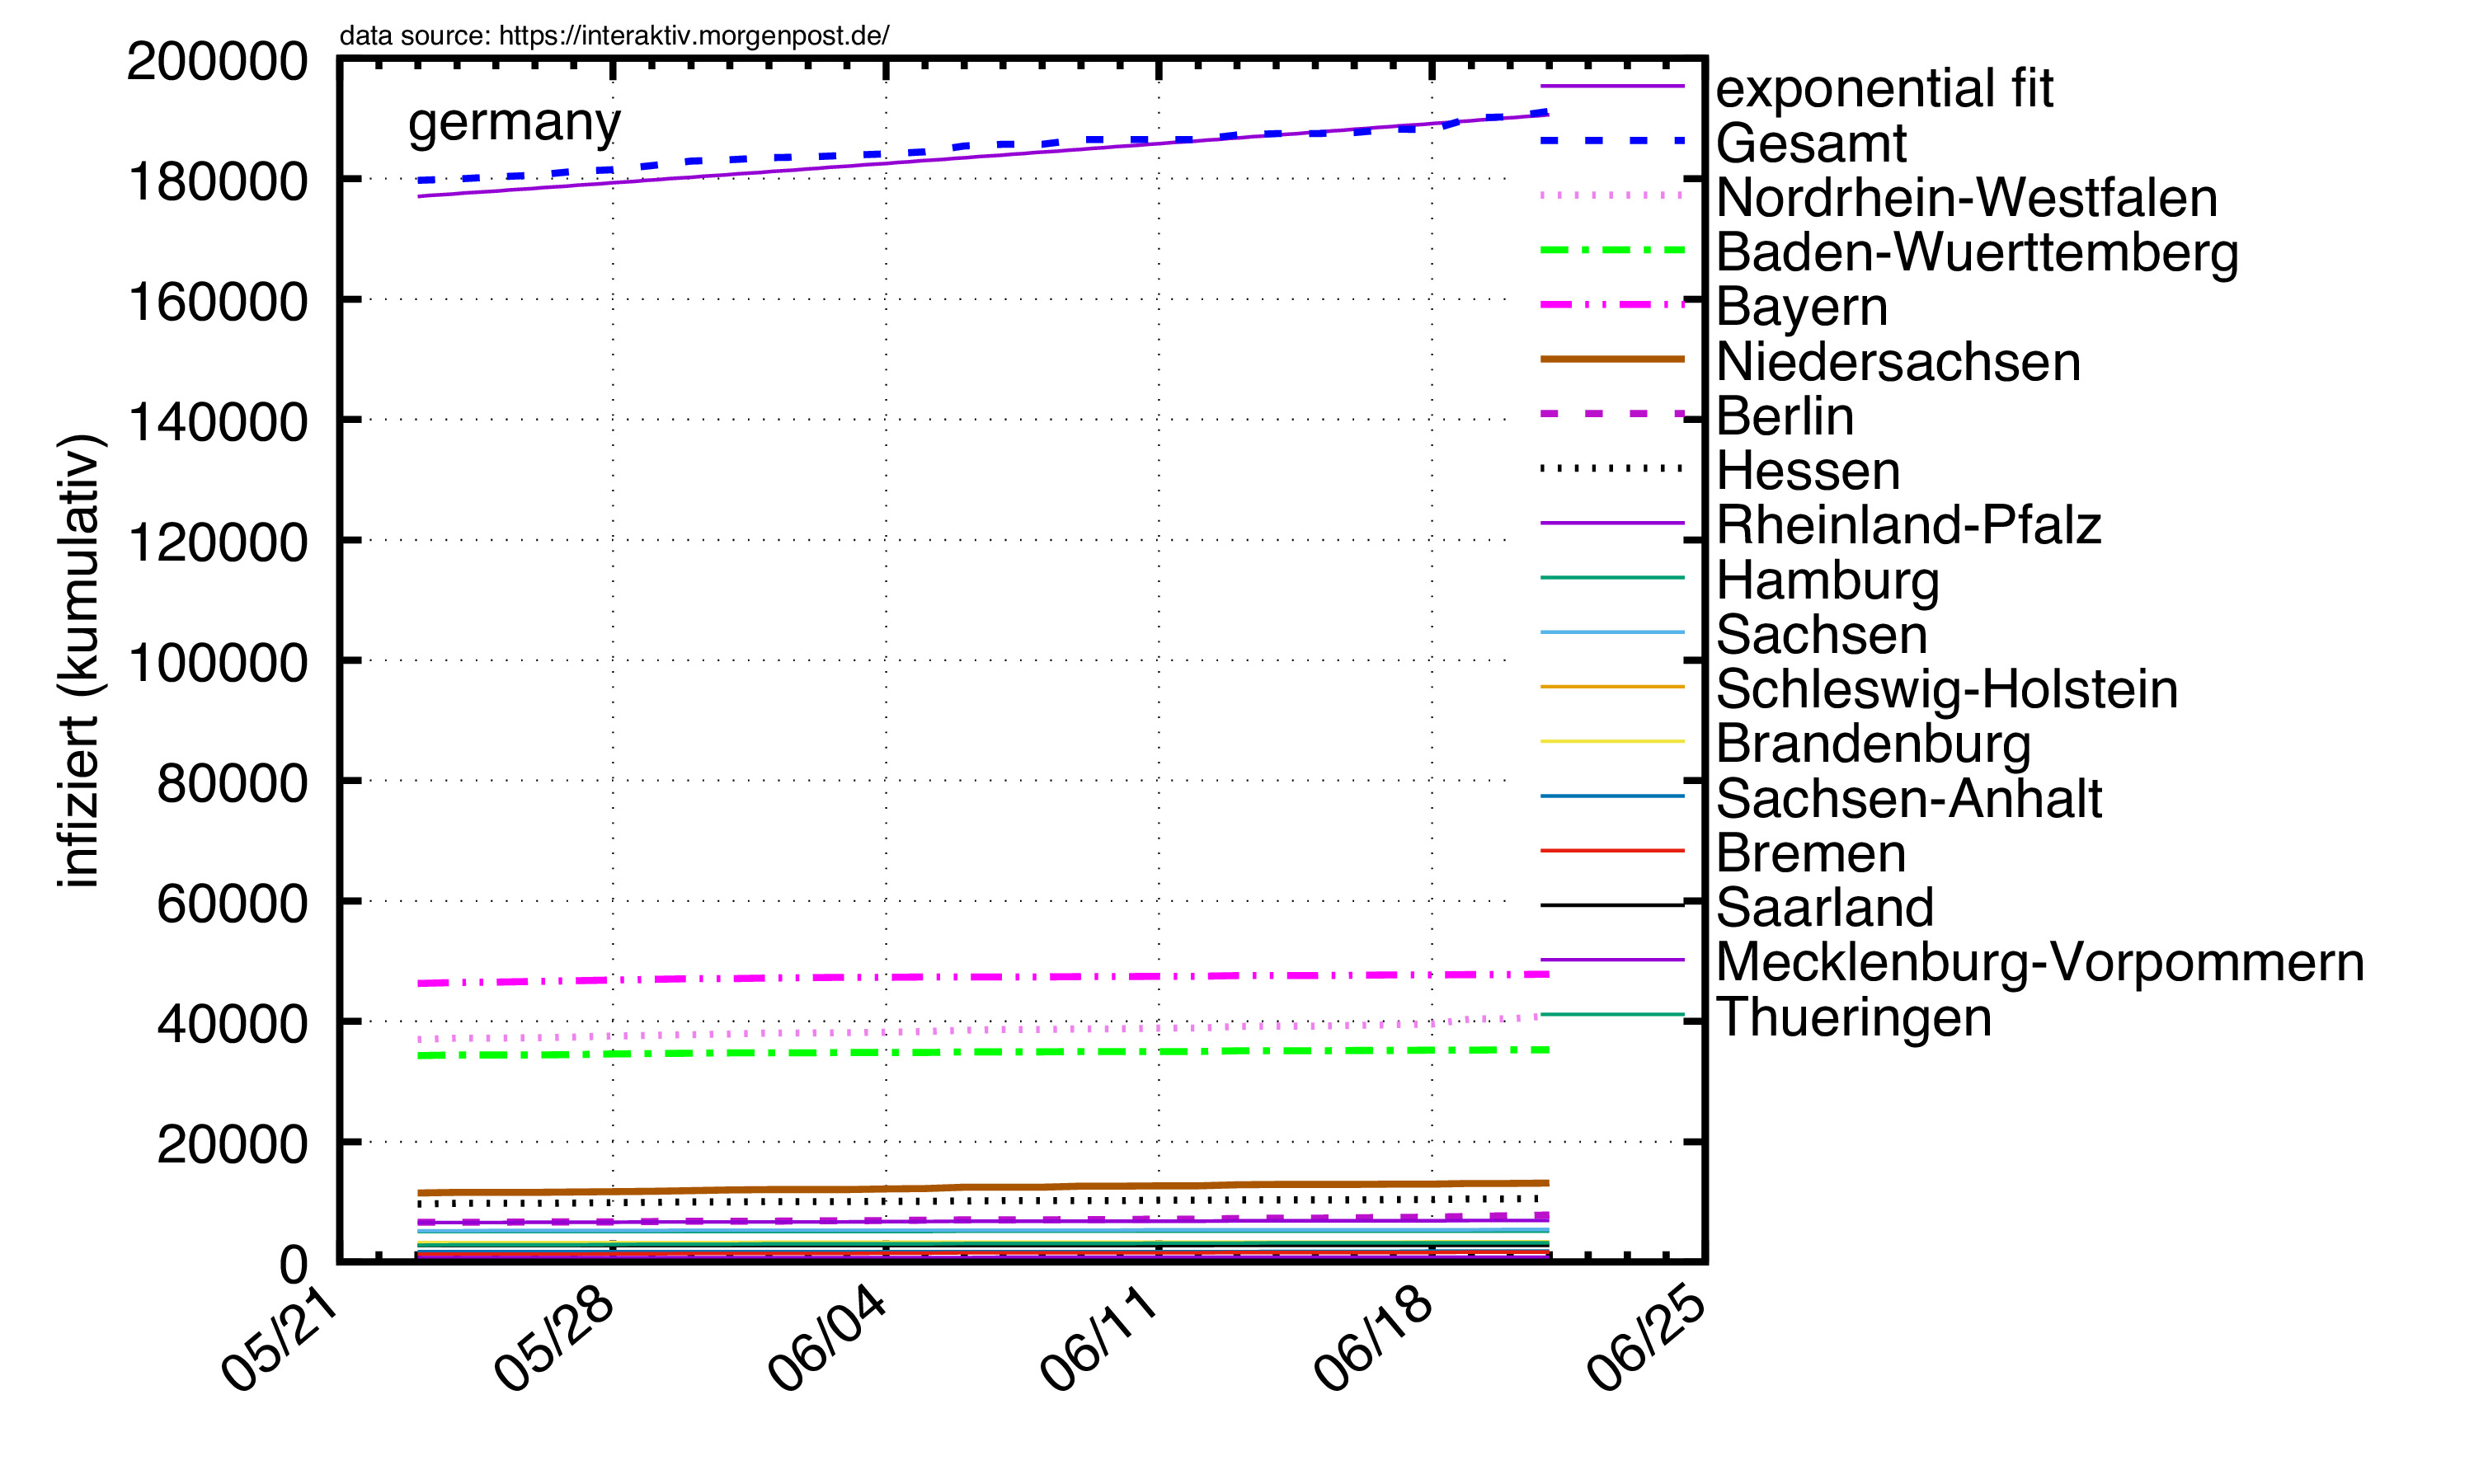 data source: https://interaktiv.morgenpost.de/
germany
infiziert (kumulativ)
200000
180000
160000
140000
120000
100000
80000
60000
40000
20000
0
05/21
05/28
06/04
06/11
06/18
06/25
exponential fit
Gesamt
Nordrhein-Westfalen
Baden-Wuerttemberg
Bayern
Niedersachsen
Berlin
Hessen
Rheinland-Pfalz
Hamburg
Sachsen
Schleswig-Holstein
Brandenburg
Sachsen-Anhalt
Bremen
Saarland
Mecklenburg-Vorpommern
Thueringen